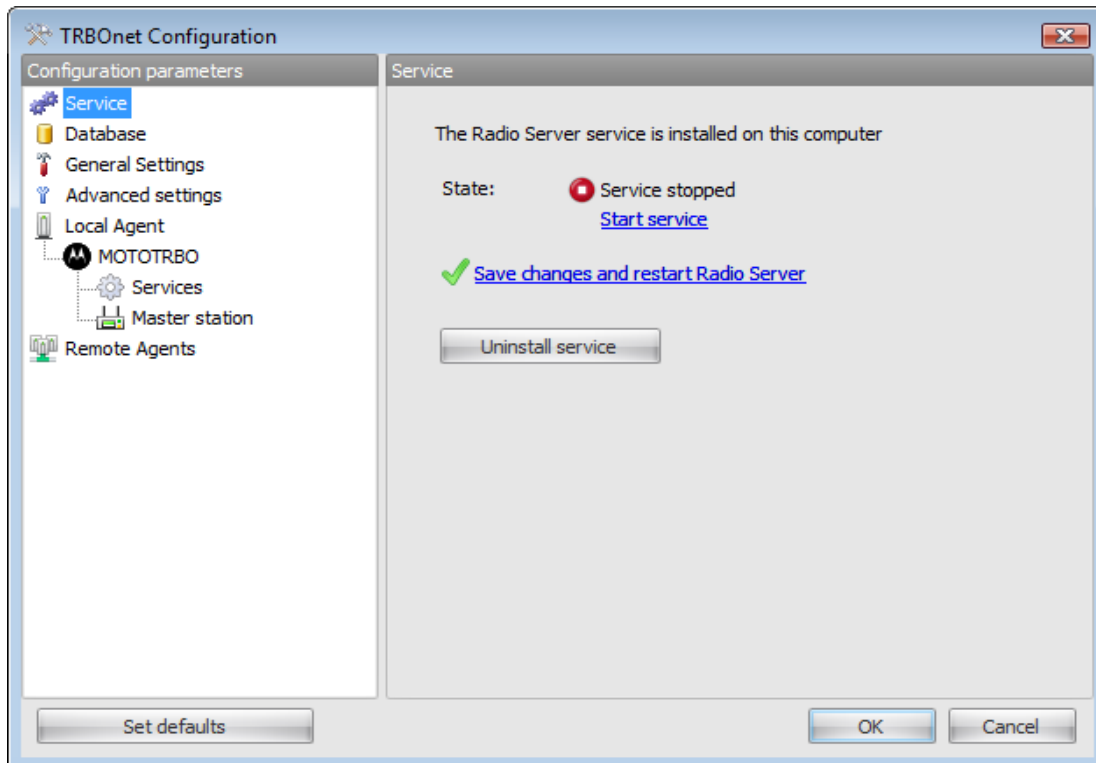 TRBOnet Configuration
Configuration parameters
Service
Database
General Settings
Advanced settings
Local Agent
MOTOTRBO
Services
Master station
Remote Agents
Service
The Radio Server service is installed on this computer
State: Service stopped
Start service
Save changes and restart Radio Server
Uninstall service
Set defaults
OK
Cancel